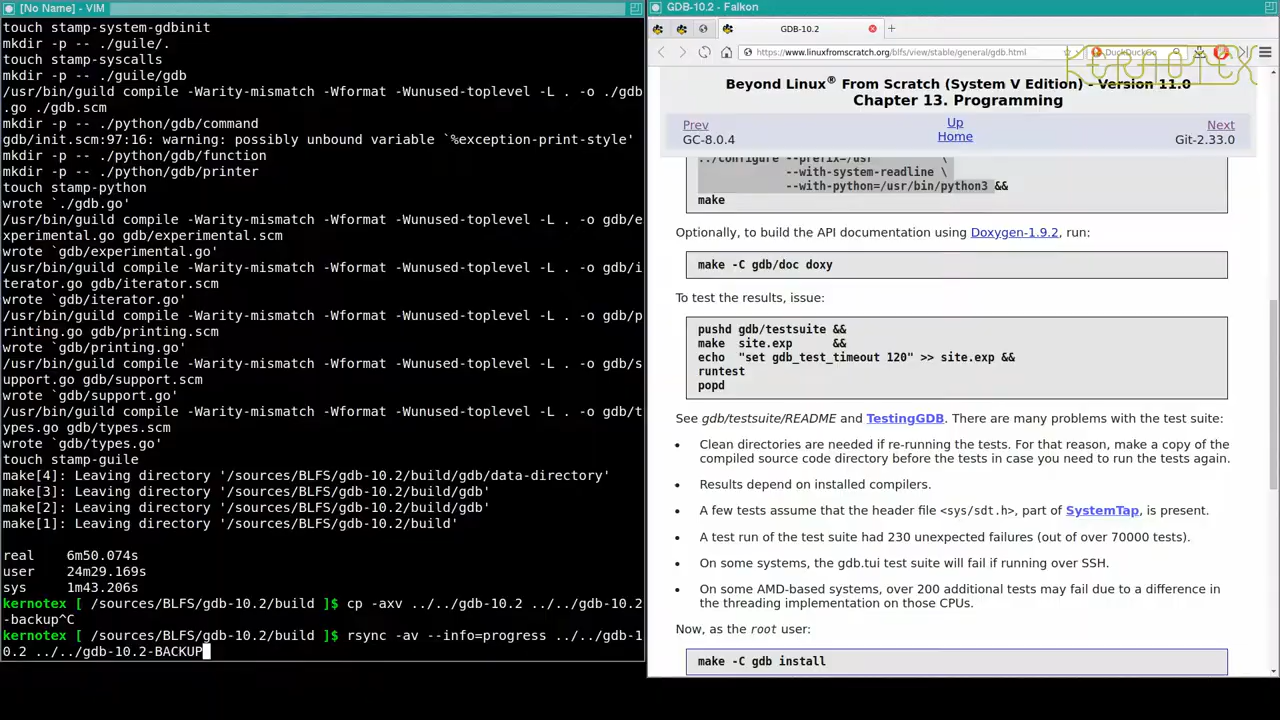 [No Name] - VIM
touch stamp-system-gdbinit
mkdir -p -- ./guile/.
touch stamp-syscalls
mkdir -p -- ./guile/gdb
/usr/bin/guild compile -Warity-mismatch -Wformat -Wunused-toplevel -L . -o ./gdb
.go ./gdb.scm
mkdir -p -- ./python/gdb/command
gdb/init.scm:97:16: warning: possibly unbound variable `%exception-print-style'
mkdir -p -- ./python/gdb/function
mkdir -p -- ./python/gdb/printer
touch stamp-python
wrote `./gdb.go'
/usr/bin/guild compile -Warity-mismatch -Wformat -Wunused-toplevel -L . -o gdb/e
xperimental.go gdb/experimental.scm
wrote `gdb/experimental.go'
/usr/bin/guild compile -Warity-mismatch -Wformat -Wunused-toplevel -L . -o gdb/i
terator.go gdb/iterator.scm
wrote `gdb/iterator.go'
/usr/bin/guild compile -Warity-mismatch -Wformat -Wunused-toplevel -L . -o gdb/p
rinting.go gdb/printing.scm
wrote `gdb/printing.go'
/usr/bin/guild compile -Warity-mismatch -Wformat -Wunused-toplevel -L . -o gdb/s
upport.go gdb/support.scm
wrote `gdb/support.go'
/usr/bin/guild compile -Warity-mismatch -Wformat -Wunused-toplevel -L . -o gdb/t
ypes.go gdb/types.scm
wrote `gdb/types.go'
touch stamp-guile
make[4]: Leaving directory '/sources/BLFS/gdb-10.2/build/gdb/data-directory'
make[3]: Leaving directory '/sources/BLFS/gdb-10.2/build/gdb'
make[2]: Leaving directory '/sources/BLFS/gdb-10.2/build/gdb'
make[1]: Leaving directory '/sources/BLFS/gdb-10.2/build'
real 6m50.074s
user 24m29.169s
sys 1m43.206s
kernotex [ /sources/BLFS/gdb-10.2/build ]$ cp -axv ../../gdb-10.2 ../../gdb-10.2
-backup^C
kernotex [ /sources/BLFS/gdb-10.2/build ]$ rsync -av --info=progress ../../gdb-1
0.2 ../../gdb-10.2-BACKUP
GDB-10.2 - Falkon
GDB-10.2
https://www.linuxfromscratch.org/blfs/view/stable/general/gdb.html
DuckDuckGo
KERNOTEX
Beyond Linux® From Scratch (System V Edition) - Version 11.0
Chapter 13. Programming
Prev Up Next
GC-8.0.4 Home Git-2.33.0
../configure --prefix=/usr \
--with-system-readline \
--with-python=/usr/bin/python3 &&
make
Optionally, to build the API documentation using Doxygen-1.9.2, run:
make -C gdb/doc doxy
To test the results, issue:
pushd gdb/testsuite &&
make site.exp &&
echo "set gdb_test_timeout 120" >> site.exp &&
runtest
popd
See gdb/testsuite/README and TestingGDB. There are many problems with the test suite:
• Clean directories are needed if re-running the tests. For that reason, make a copy of the
compiled source code directory before the tests in case you need to run the tests again.
• Results depend on installed compilers.
• A few tests assume that the header file <sys/sdt.h>, part of SystemTap, is present.
• A test run of the test suite had 230 unexpected failures (out of over 70000 tests).
• On some systems, the gdb.tui test suite will fail if running over SSH.
• On some AMD-based systems, over 200 additional tests may fail due to a difference in
the threading implementation on those CPUs.
Now, as the root user:
make -C gdb install